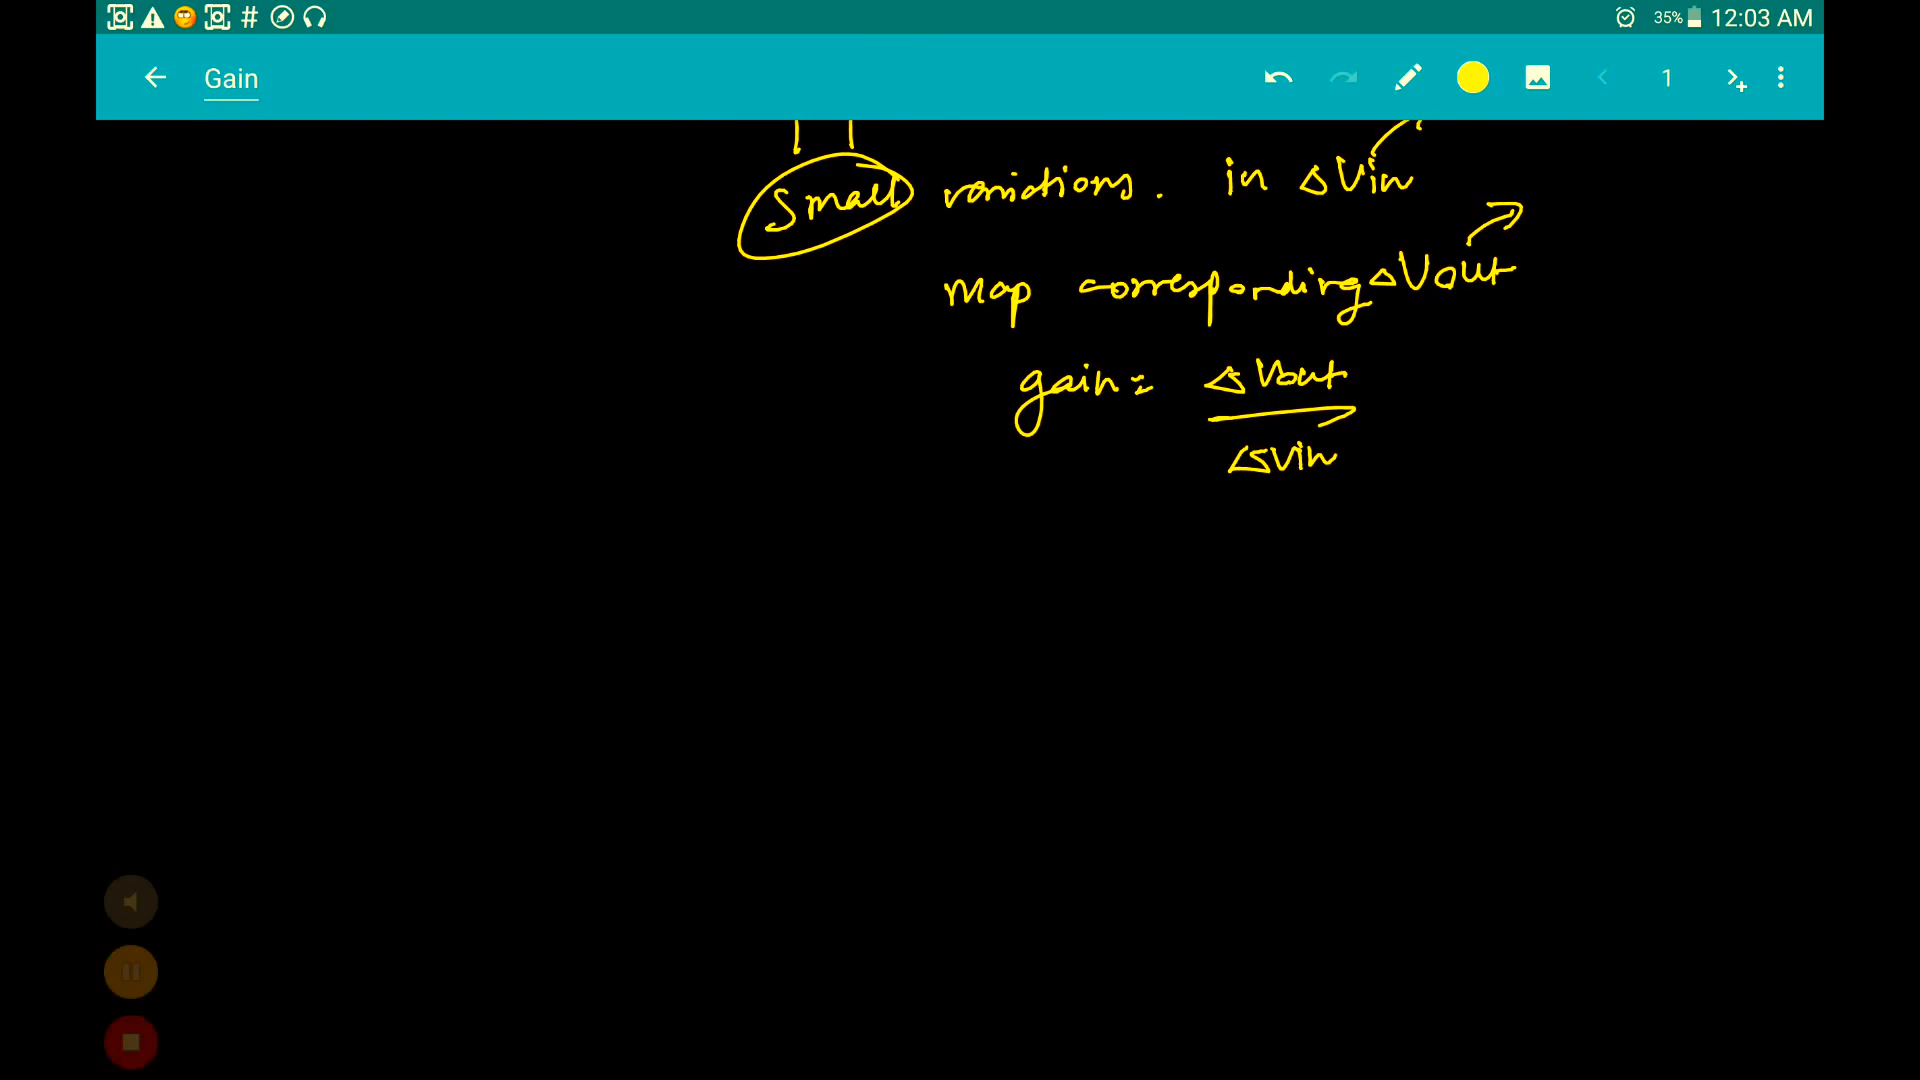 # 35% 12:03 AM
Gain 1
Small variations. in ΔVin
map corresponding ΔVout
gain = ΔVout
ΔVin